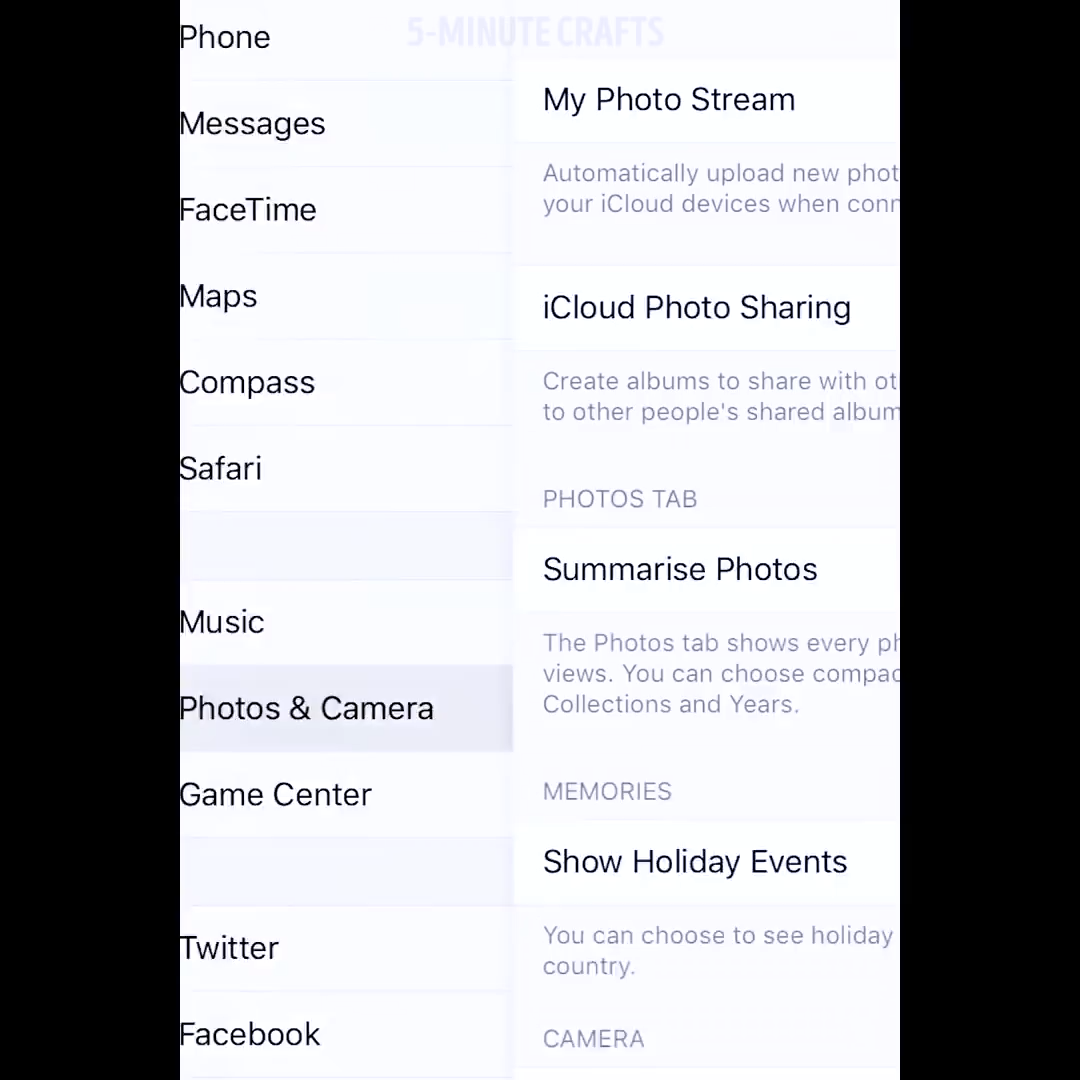 5-MINUTE CRAFTS
Phone
Messages
FaceTime
Maps
Compass
Safari
Music
Photos & Camera
Game Center
Twitter
Facebook
My Photo Stream
Automatically upload new phot
your iCloud devices when conn
iCloud Photo Sharing
Create albums to share with ot
to other people's shared album
PHOTOS TAB
Summarise Photos
The Photos tab shows every ph
views. You can choose compac
Collections and Years.
MEMORIES
Show Holiday Events
You can choose to see holiday
country.
CAMERA